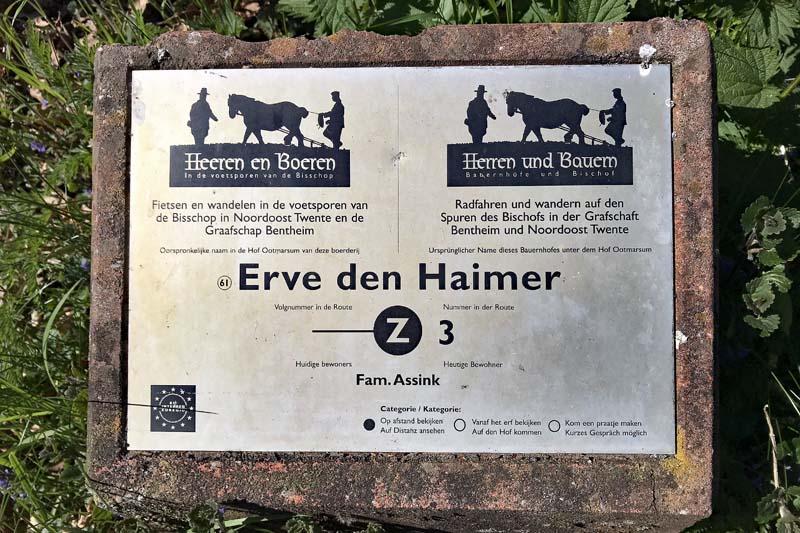 Heeren en Boeren
In de voetsporen van de Bisschop
Fietsen en wandelen in de voetsporen van
de Bisschop in Noordoost Twente en de
Graafschap Bentheim
Herren und Bauern
Bauernhöfe und Bischof
Radfahren und wandern auf den
Spuren des Bischofs in der Grafschaft
Bentheim und Noordoost Twente
Oorspronkelijke naam in de Hof Ootmarsum van deze boerderij
Ursprünglicher Name dieses Bauernhofes unter dem Hof Ootmarsum
61 Erve den Haimer
Volgnummer in de Route
Nummer in der Route
Z 3
Huidige bewoners
Heutige Bewohner
Fam. Assink
Categorie / Kategorie:
Op afstand bekijken
Auf Distanz ansehen
Vanaf het erf bekijken
Auf den Hof kommen
Kom een praatje maken
Kurzes Gespräch möglich